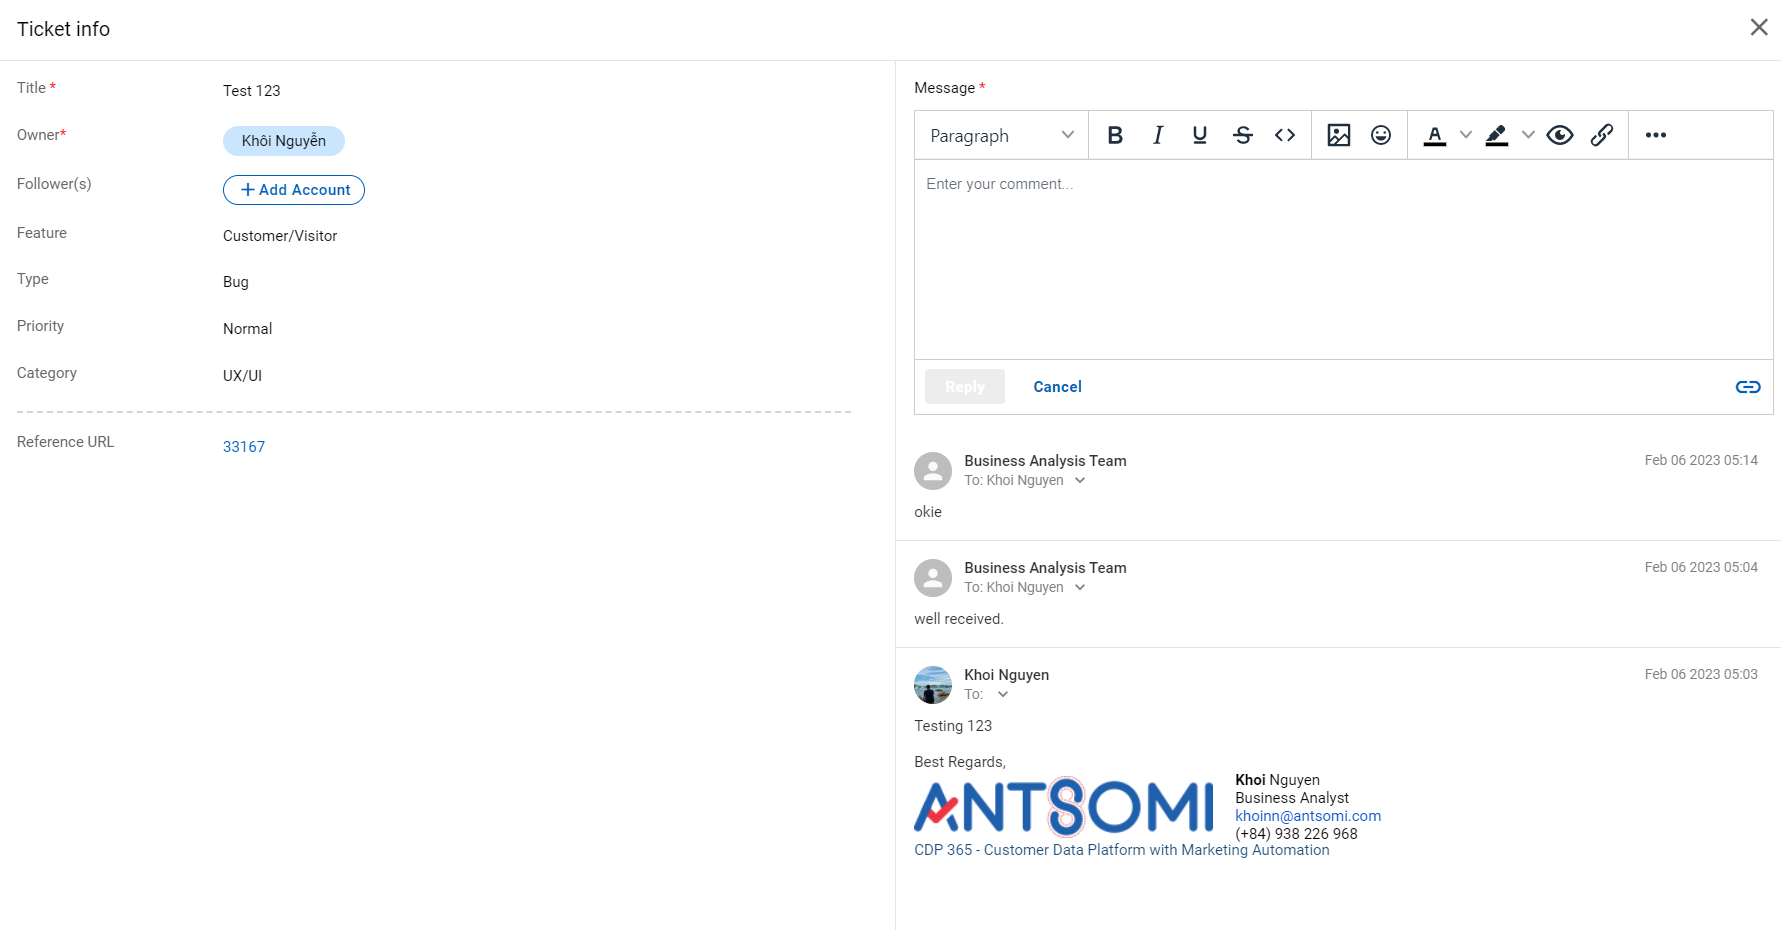 Ticket info
Title *
Test 123
Owner*
Khôi Nguyễn
Follower(s)
Add Account
Feature
Customer/Visitor
Type
Bug
Priority
Normal
Category
UX/UI
Reference URL
33167
Message *
Paragraph
B I U S <> A
Enter your comment...
Reply
Cancel
Business Analysis Team
Feb 06 2023 05:14
To: Khoi Nguyen
okie
Business Analysis Team
Feb 06 2023 05:04
To: Khoi Nguyen
well received.
Khoi Nguyen
Feb 06 2023 05:03
To:
Testing 123
Best Regards,
ANTSOMI
Khoi Nguyen
Business Analyst
khoinn@antsomi.com
(+84) 938 226 968
CDP 365 - Customer Data Platform with Marketing Automation